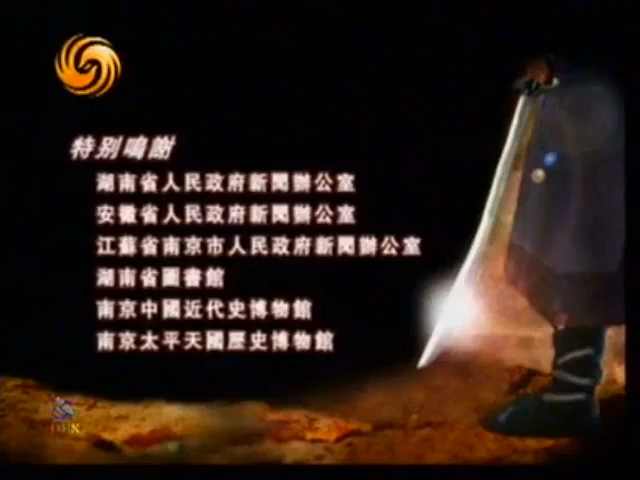 特別鳴謝
湖南省人民政府新聞辦公室
安徽省人民政府新聞辦公室
江蘇省南京市人民政府新聞辦公室
湖南省圖書館
南京中國近代史博物館
南京太平天國歷史博物館